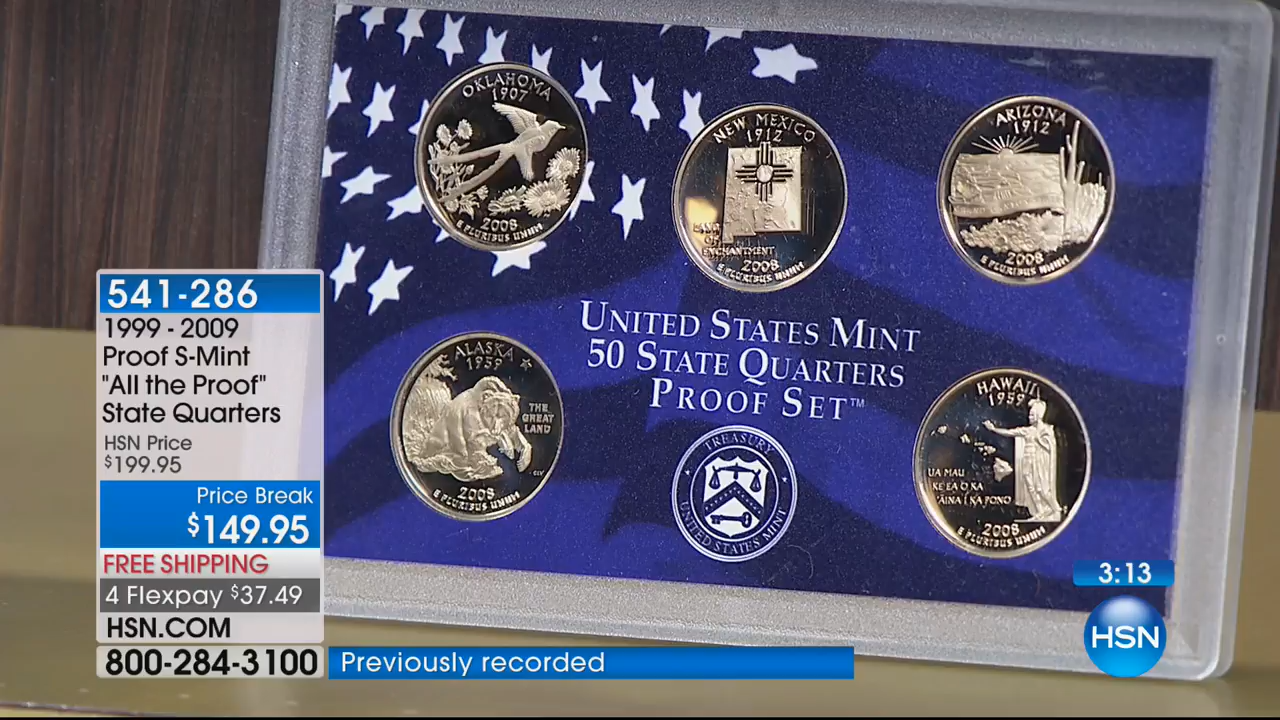 OKLAHOMA
1907
2008
E PLURIBUS UNUM
NEW MEXICO
1912
LAND
OF
ENCHANTMENT
2008
E PLURIBUS UNUM
ARIZONA
1912
2008
E PLURIBUS UNUM
UNITED STATES MINT
50 STATE QUARTERS
PROOF SET™
ALASKA
1959
THE
GREAT
LAND
2008
E PLURIBUS UNUM
TREASURY
UNITED STATES MINT
HAWAII
1959
UA MAU
KE EA O KA
'ĀINA I KA PONO
2008
E PLURIBUS UNUM
541-286
1999 - 2009
Proof S-Mint
"All the Proof"
State Quarters
HSN Price
$199.95
Price Break
$149.95
FREE SHIPPING
4 Flexpay $37.49
HSN.COM
800-284-3100
Previously recorded
3:13
HSN